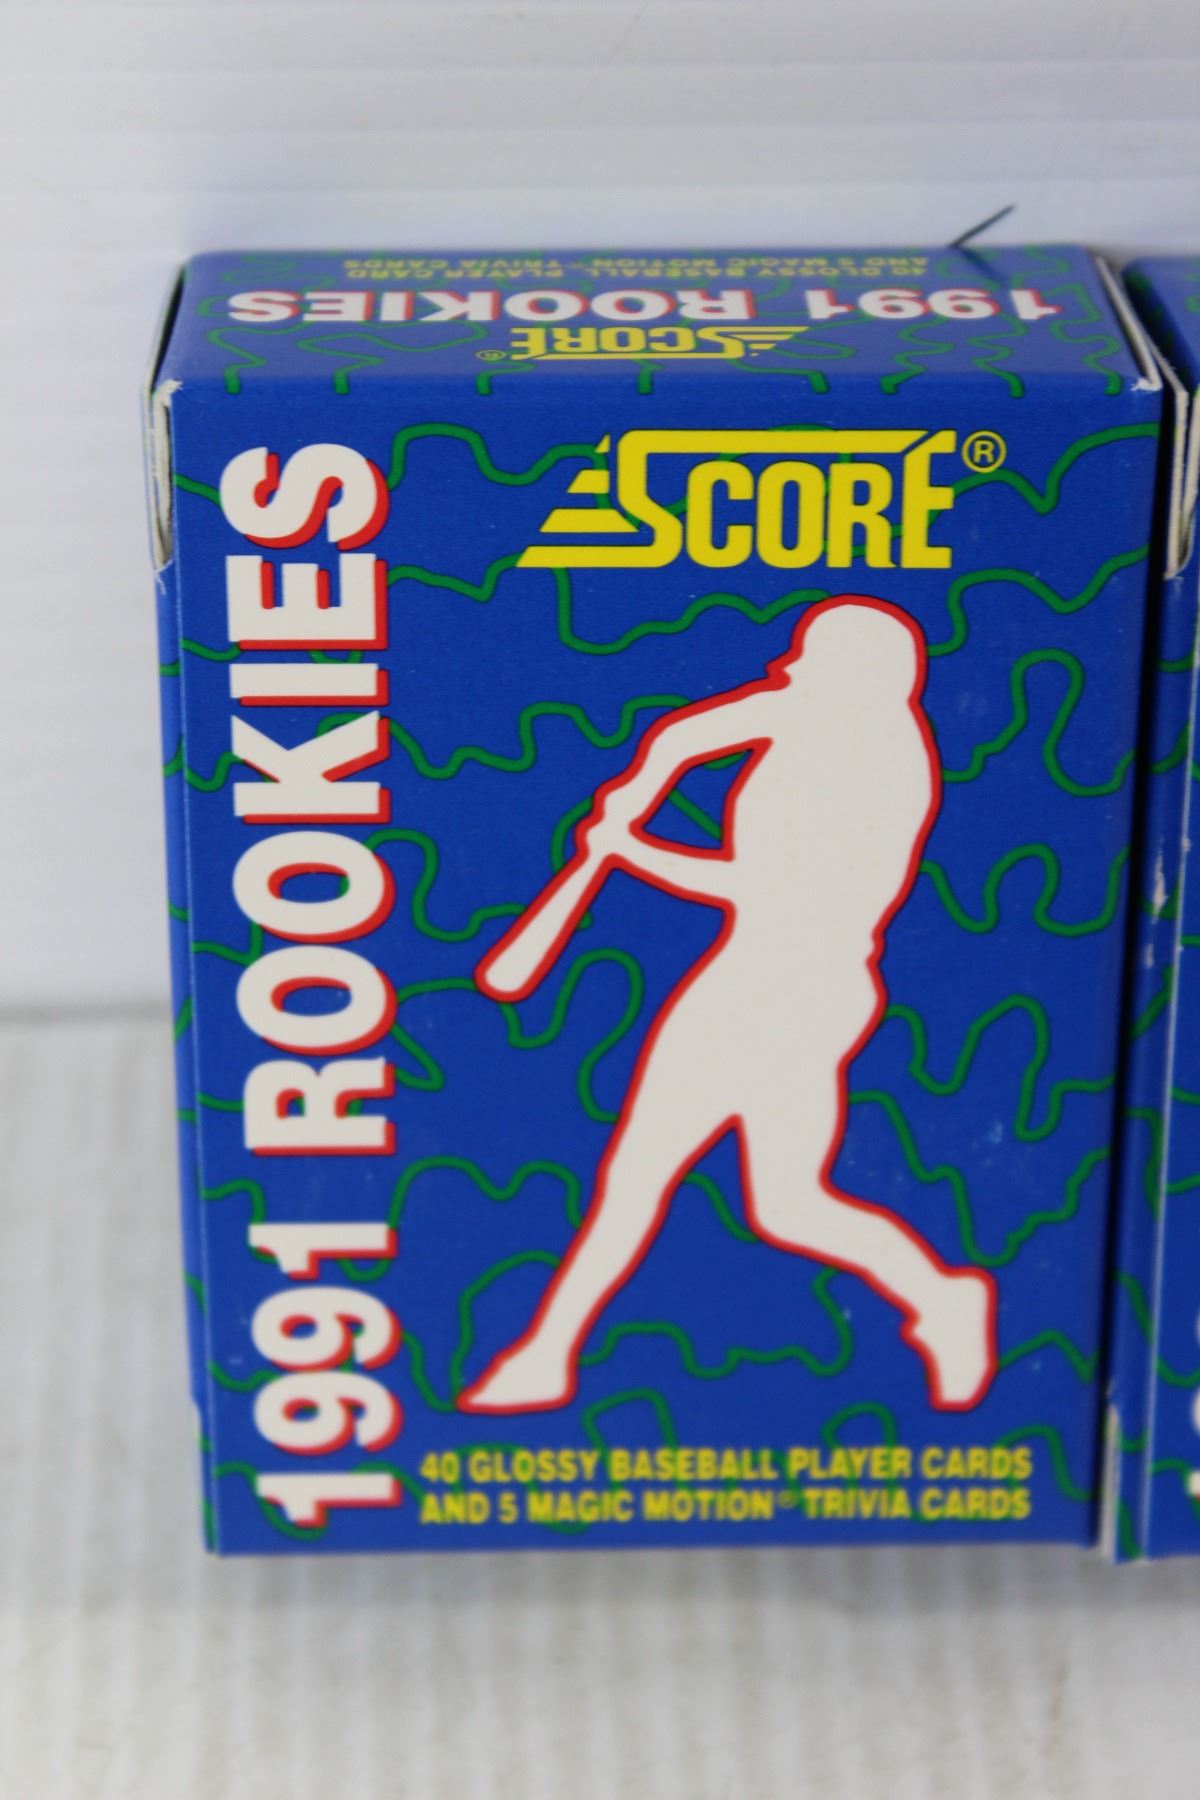 40 GLOSSY BASEBALL PLAYER CARD
AND 5 MAGIC MOTION TRIVIA CARDS
1991 ROOKIES
SCORE®
SCORE®
1991 ROOKIES
40 GLOSSY BASEBALL PLAYER CARDS
AND 5 MAGIC MOTION® TRIVIA CARDS